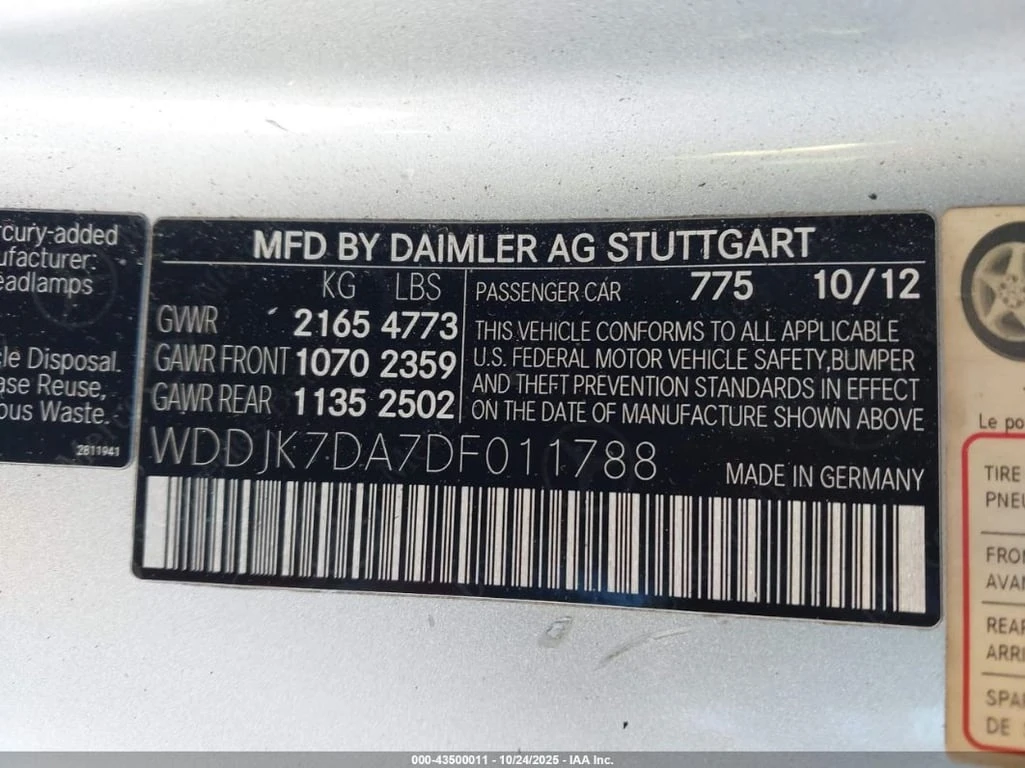 rcury-added
ufacturer:
eadlamps
cle Disposal.
ase Reuse,
ous Waste.
2811941
MFD BY DAIMLER AG STUTTGART
KG LBS
GVWR 2165 4773
GAWR FRONT 1070 2359
GAWR REAR 1135 2502
PASSENGER CAR 775 10/12
THIS VEHICLE CONFORMS TO ALL APPLICABLE
U.S. FEDERAL MOTOR VEHICLE SAFETY,BUMPER
AND THEFT PREVENTION STANDARDS IN EFFECT
ON THE DATE OF MANUFACTURE SHOWN ABOVE
WDDJK7DA7DF011788
MADE IN GERMANY
Le po
TIRE
PNEU
FRO
AVA
REAR
ARRI
SPA
DE
000-43500011 - 10/24/2025 - IAA Inc.